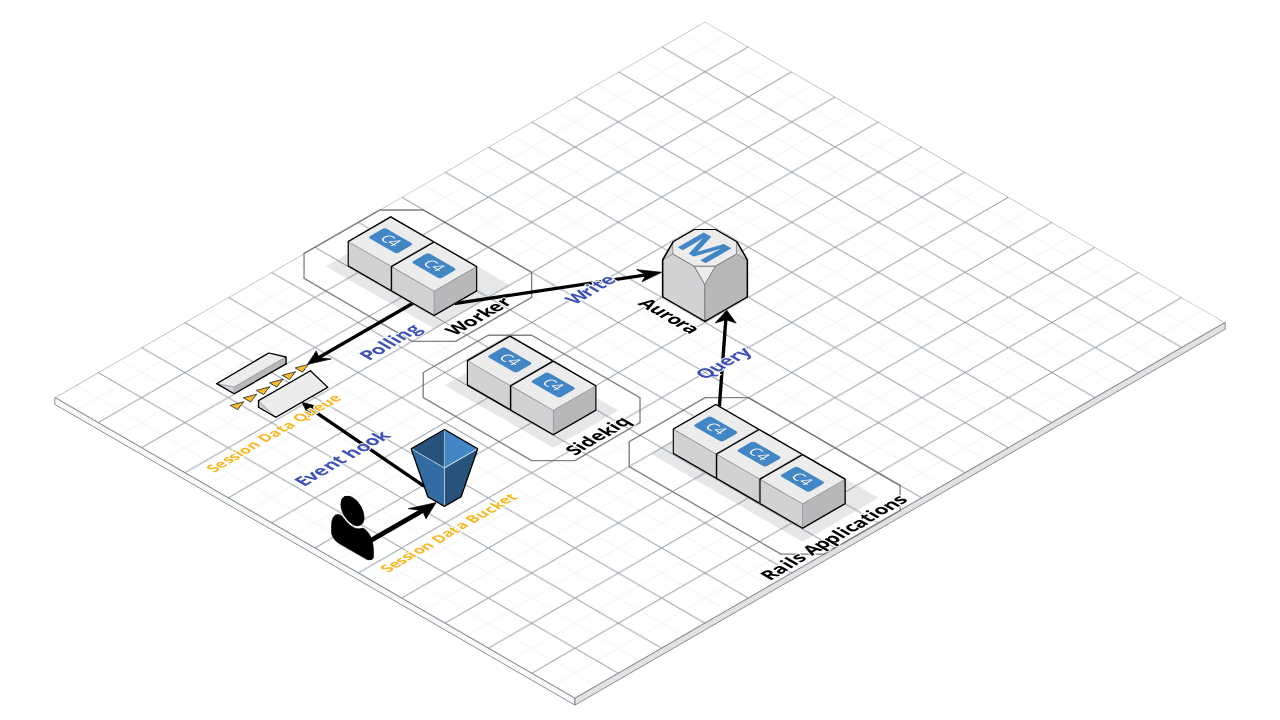 C4
C4
Worker
M
Aurora
Write
Polling
Session Data Queue
C4
C4
Sidekiq
Query
Event hook
Session Data Bucket
C4
C4
C4
Rails Applications